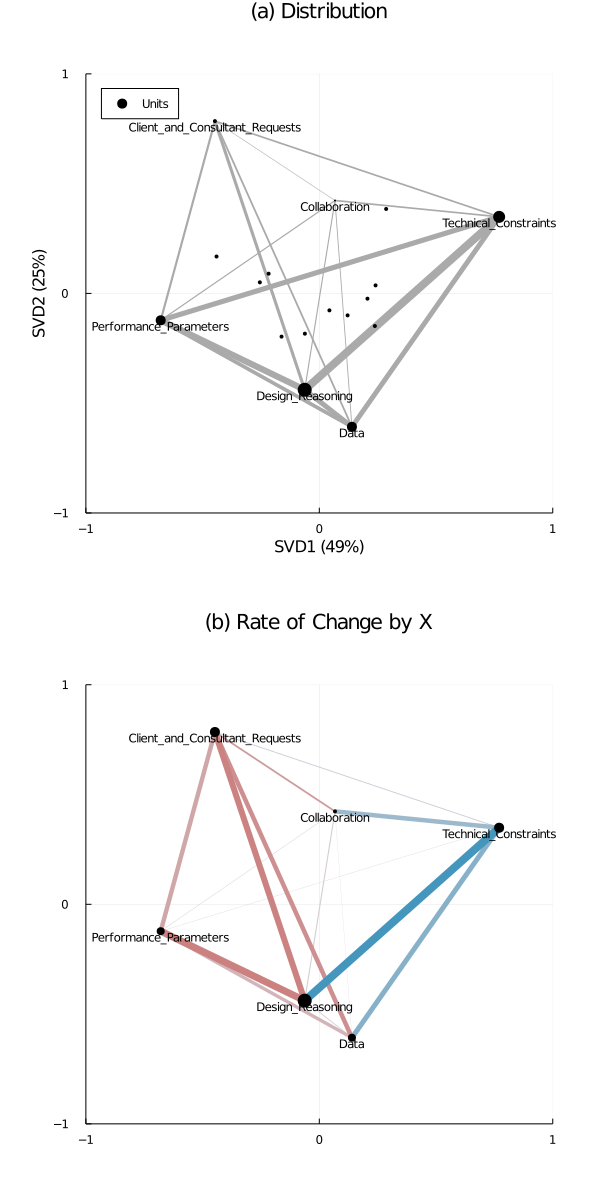 (a) Distribution
1
Units
Client_and_Consultant_Requests
Collaboration
Technical_Constraints
SVD2 (25%)
0
Performance_Parameters
Design_Reasoning
Data
−1
−1 0 1
SVD1 (49%)
(b) Rate of Change by X
1
Client_and_Consultant_Requests
Collaboration
Technical_Constraints
0
Performance_Parameters
Design_Reasoning
Data
−1
−1 0 1